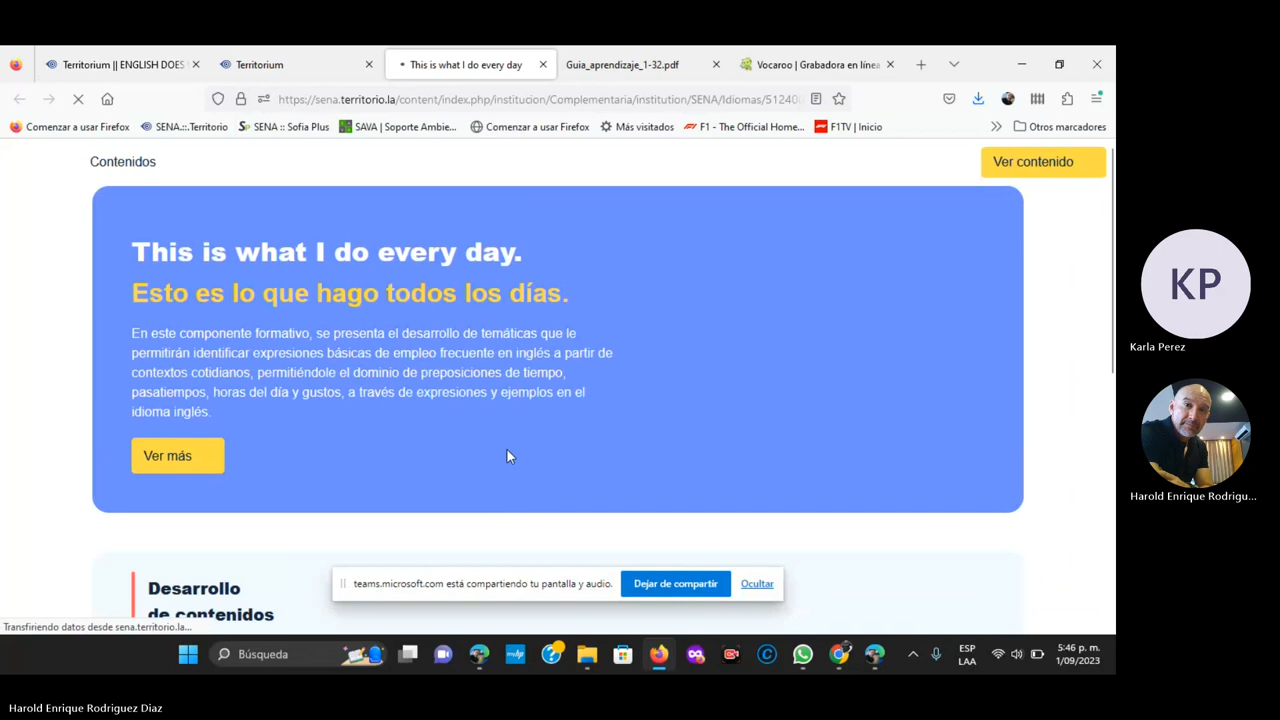 Territorium || ENGLISH DOES
Territorium
This is what I do every day
Guia_aprendizaje_1-32.pdf
Vocaroo | Grabadora en línea
https://sena.territorio.la/content/index.php/institucion/Complementaria/institution/SENA/Idiomas/512400
Comenzar a usar Firefox
SENA.::.Territorio
SENA :: Sofia Plus
SAVA | Soporte Ambie...
Comenzar a usar Firefox
Más visitados
F1 - The Official Home...
F1TV | Inicio
Otros marcadores
Contenidos
Ver contenido
This is what I do every day.
Esto es lo que hago todos los días.
En este componente formativo, se presenta el desarrollo de temáticas que le
permitirán identificar expresiones básicas de empleo frecuente en inglés a partir de
contextos cotidianos, permitiéndole el dominio de preposiciones de tiempo,
pasatiempos, horas del día y gustos, a través de expresiones y ejemplos en el
idioma inglés.
Ver más
KP
Karla Perez
Harold Enrique Rodrigu...
Desarrollo
de contenidos
teams.microsoft.com está compartiendo tu pantalla y audio.
Dejar de compartir
Ocultar
Transfiriendo datos desde sena.territorio.la...
Búsqueda
ESP
LAA
5:46 p. m.
1/09/2023
Harold Enrique Rodriguez Diaz